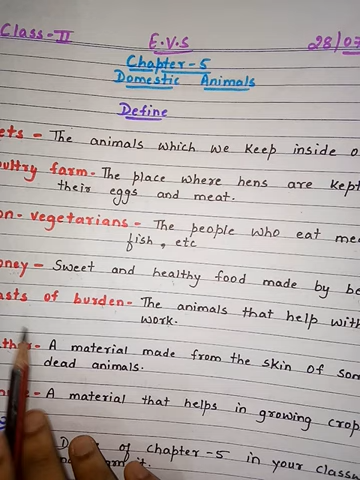 Class-II E.V.S 28/07
Chapter-5
Domestic Animals
Define
ets - The animals which we keep inside o
oultry farm - The place where hens are kept
their eggs and meat.
on-vegetarians - The people who eat mea
fish, etc
oney - Sweet and healthy food made by be
asts of burden - The animals that help with
work.
ther - A material made from the skin of som
dead animals.
- A material that helps in growing crop
of chapter-5 in your classw
it.